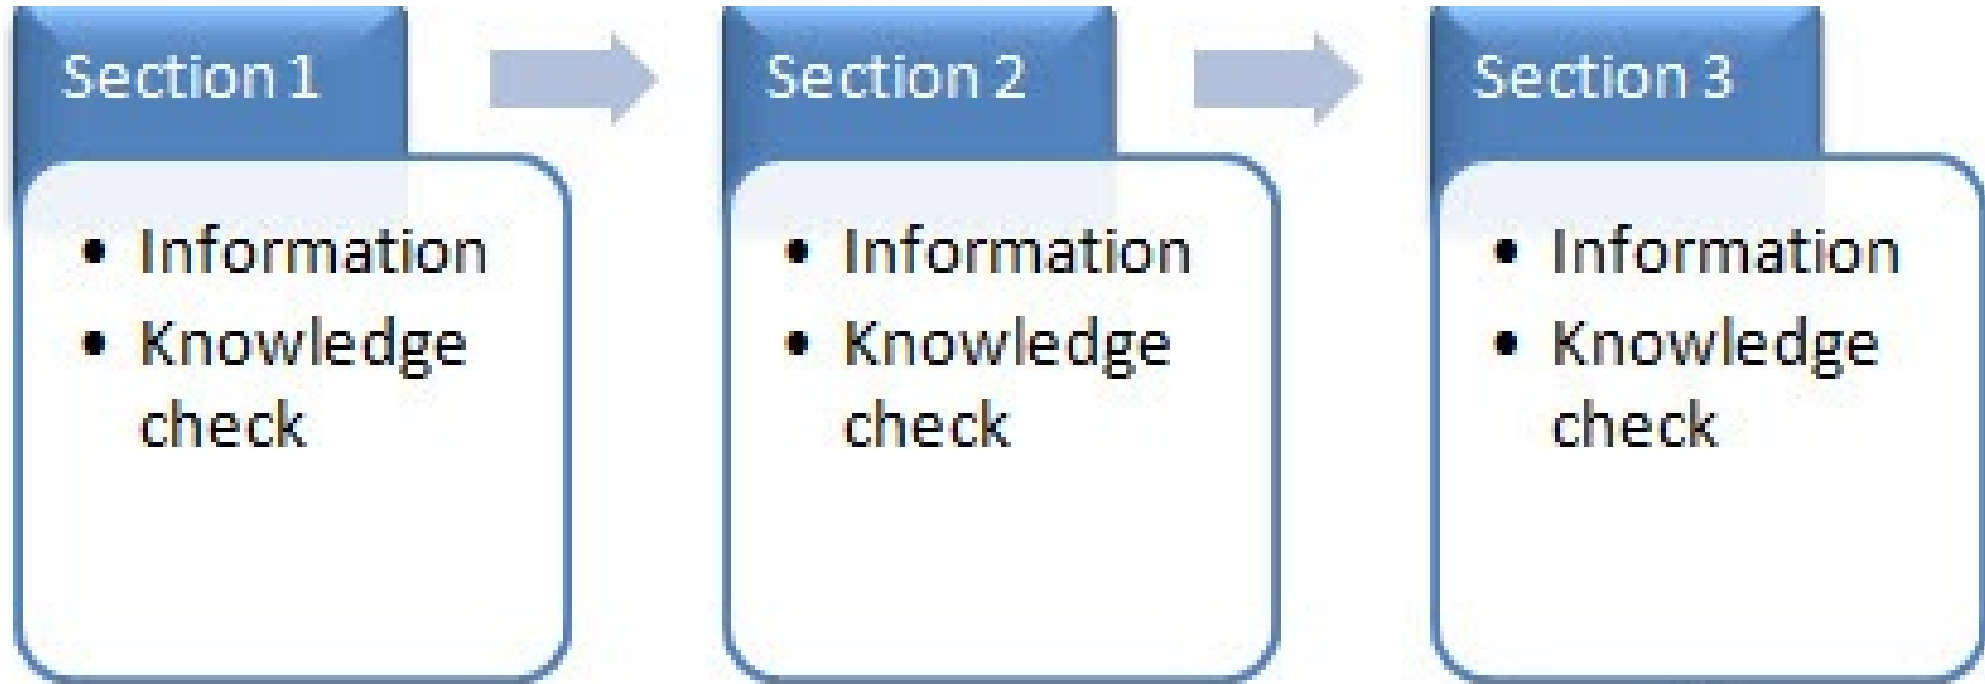 Section 1
• Information
• Knowledge
check
Section 2
• Information
• Knowledge
check
Section 3
• Information
• Knowledge
check